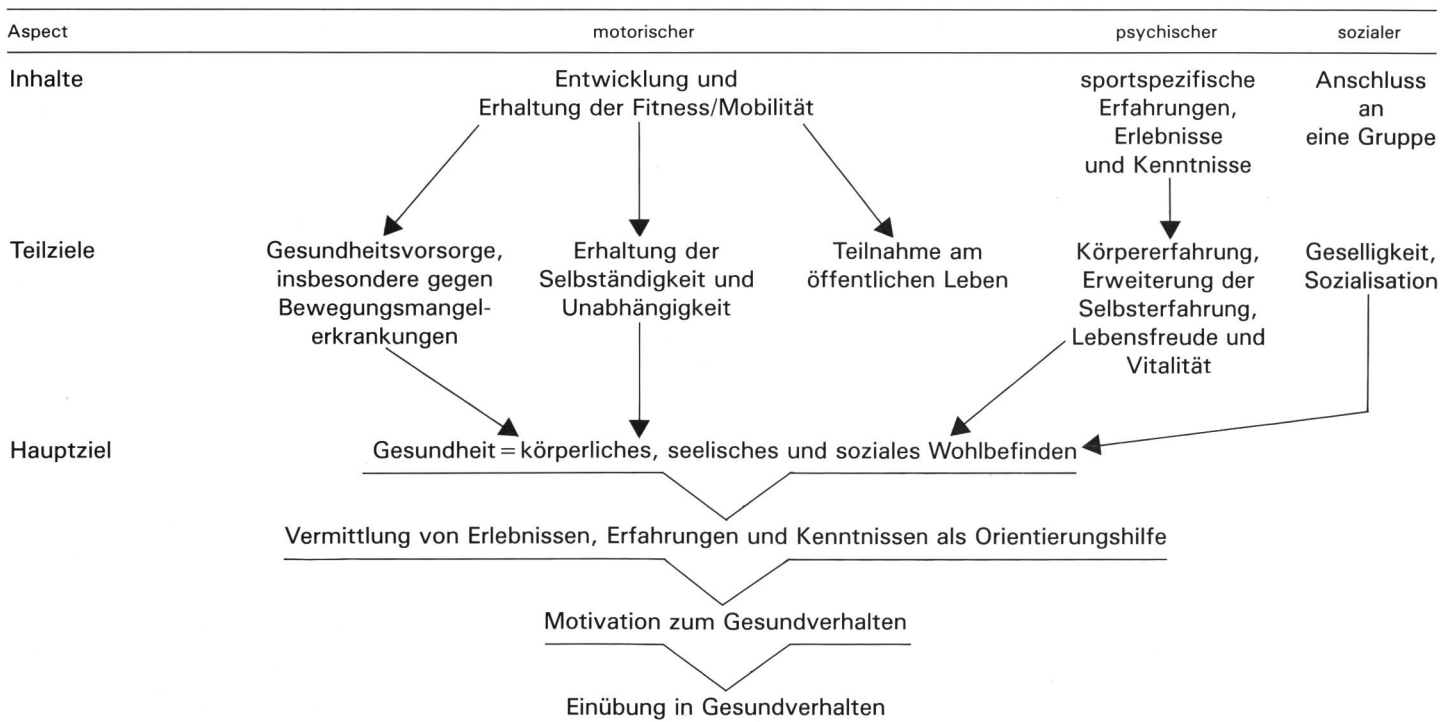 Aspect motorischer psychischer sozialer
Inhalte
Entwicklung und
Erhaltung der Fitness/Mobilität
sportspezifische
Erfahrungen,
Erlebnisse
und Kenntnisse
Anschluss
an
eine Gruppe
Teilziele
Gesundheitsvorsorge,
insbesondere gegen
Bewegungsmangel-
erkrankungen
Erhaltung der
Selbständigkeit und
Unabhängigkeit
Teilnahme am
öffentlichen Leben
Körpererfahrung,
Erweiterung der
Selbsterfahrung,
Lebensfreude und
Vitalität
Geselligkeit,
Sozialisation
Hauptziel
Gesundheit=körperliches, seelisches und soziales Wohlbefinden
Vermittlung von Erlebnissen, Erfahrungen und Kenntnissen als Orientierungshilfe
Motivation zum Gesundverhalten
Einübung in Gesundverhalten